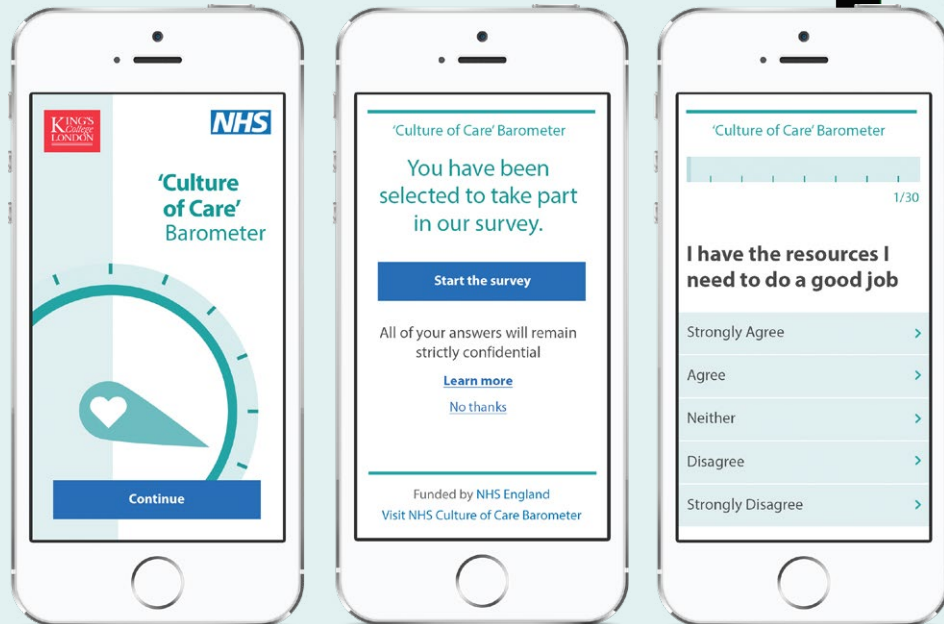 KING'S
College
LONDON
NHS
'Culture
of Care'
Barometer
Continue
'Culture of Care' Barometer
You have been
selected to take part
in our survey.
Start the survey
All of your answers will remain
strictly confidential
Learn more
No thanks
Funded by NHS England
Visit NHS Culture of Care Barometer
'Culture of Care' Barometer
1/30
I have the resources I
need to do a good job
Strongly Agree
Agree
Neither
Disagree
Strongly Disagree